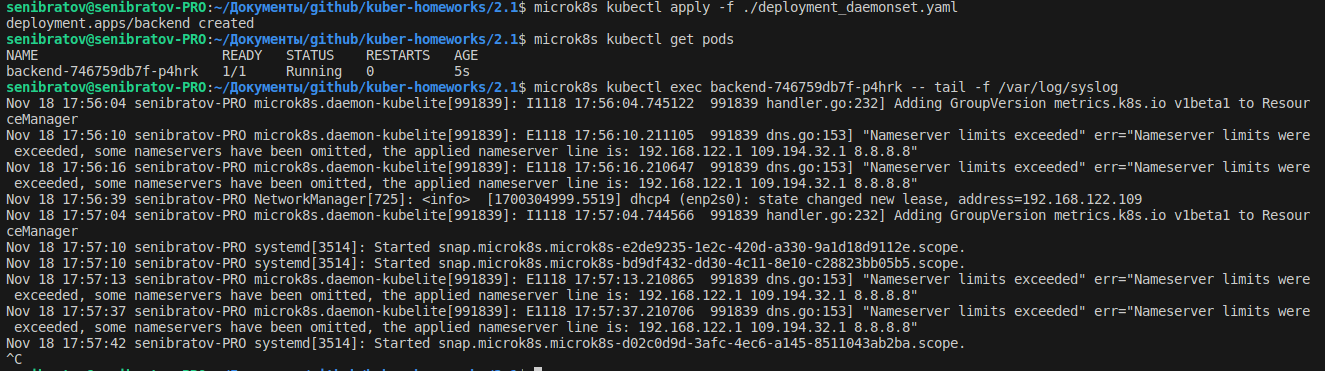 senibratov@senibratov-PRO:~/Документы/github/kuber-homeworks/2.1$ microk8s kubectl apply -f ./deployment_daemonset.yaml
deployment.apps/backend created
senibratov@senibratov-PRO:~/Документы/github/kuber-homeworks/2.1$ microk8s kubectl get pods
NAME                       READY   STATUS    RESTARTS   AGE
backend-746759db7f-p4hrk   1/1     Running   0          5s
senibratov@senibratov-PRO:~/Документы/github/kuber-homeworks/2.1$ microk8s kubectl exec backend-746759db7f-p4hrk -- tail -f /var/log/syslog
Nov 18 17:56:04 senibratov-PRO microk8s.daemon-kubelite[991839]: I1118 17:56:04.745122  991839 handler.go:232] Adding GroupVersion metrics.k8s.io v1beta1 to Resour
ceManager
Nov 18 17:56:10 senibratov-PRO microk8s.daemon-kubelite[991839]: E1118 17:56:10.211105  991839 dns.go:153] "Nameserver limits exceeded" err="Nameserver limits were
 exceeded, some nameservers have been omitted, the applied nameserver line is: 192.168.122.1 109.194.32.1 8.8.8.8"
Nov 18 17:56:16 senibratov-PRO microk8s.daemon-kubelite[991839]: E1118 17:56:16.210647  991839 dns.go:153] "Nameserver limits exceeded" err="Nameserver limits were
 exceeded, some nameservers have been omitted, the applied nameserver line is: 192.168.122.1 109.194.32.1 8.8.8.8"
Nov 18 17:56:39 senibratov-PRO NetworkManager[725]: <info>  [1700304999.5519] dhcp4 (enp2s0): state changed new lease, address=192.168.122.109
Nov 18 17:57:04 senibratov-PRO microk8s.daemon-kubelite[991839]: I1118 17:57:04.744566  991839 handler.go:232] Adding GroupVersion metrics.k8s.io v1beta1 to Resour
ceManager
Nov 18 17:57:10 senibratov-PRO systemd[3514]: Started snap.microk8s.microk8s-e2de9235-1e2c-420d-a330-9a1d18d9112e.scope.
Nov 18 17:57:10 senibratov-PRO systemd[3514]: Started snap.microk8s.microk8s-bd9df432-dd30-4c11-8e10-c28823bb05b5.scope.
Nov 18 17:57:13 senibratov-PRO microk8s.daemon-kubelite[991839]: E1118 17:57:13.210865  991839 dns.go:153] "Nameserver limits exceeded" err="Nameserver limits were
 exceeded, some nameservers have been omitted, the applied nameserver line is: 192.168.122.1 109.194.32.1 8.8.8.8"
Nov 18 17:57:37 senibratov-PRO microk8s.daemon-kubelite[991839]: E1118 17:57:37.210706  991839 dns.go:153] "Nameserver limits exceeded" err="Nameserver limits were
 exceeded, some nameservers have been omitted, the applied nameserver line is: 192.168.122.1 109.194.32.1 8.8.8.8"
Nov 18 17:57:42 senibratov-PRO systemd[3514]: Started snap.microk8s.microk8s-d02c0d9d-3afc-4ec6-a145-8511043ab2ba.scope.
^C